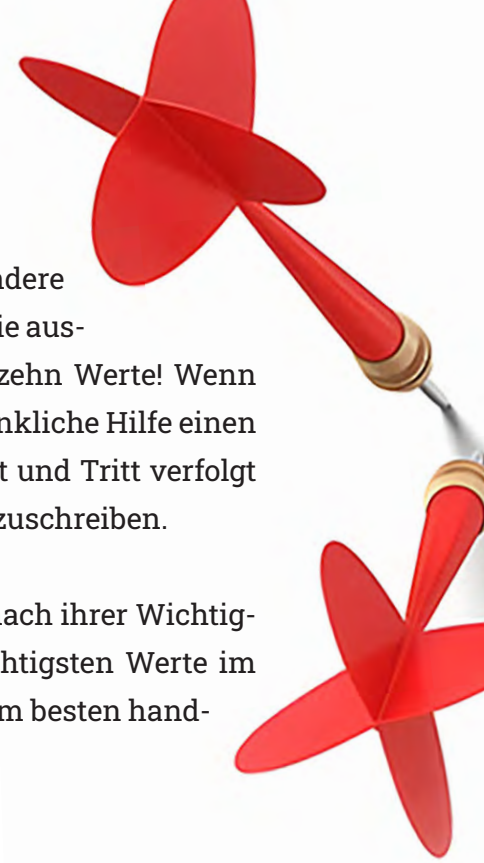 ndere
ie aus-
zehn Werte! Wenn
nkliche Hilfe einen
t und Tritt verfolgt
zuschreiben.
nach ihrer Wichtig-
chtigsten Werte im
m besten hand-